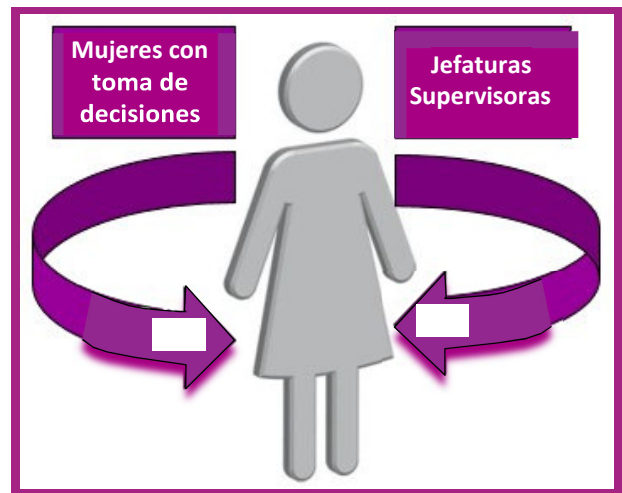 Mujeres con
toma de
decisiones
Jefaturas
Supervisoras